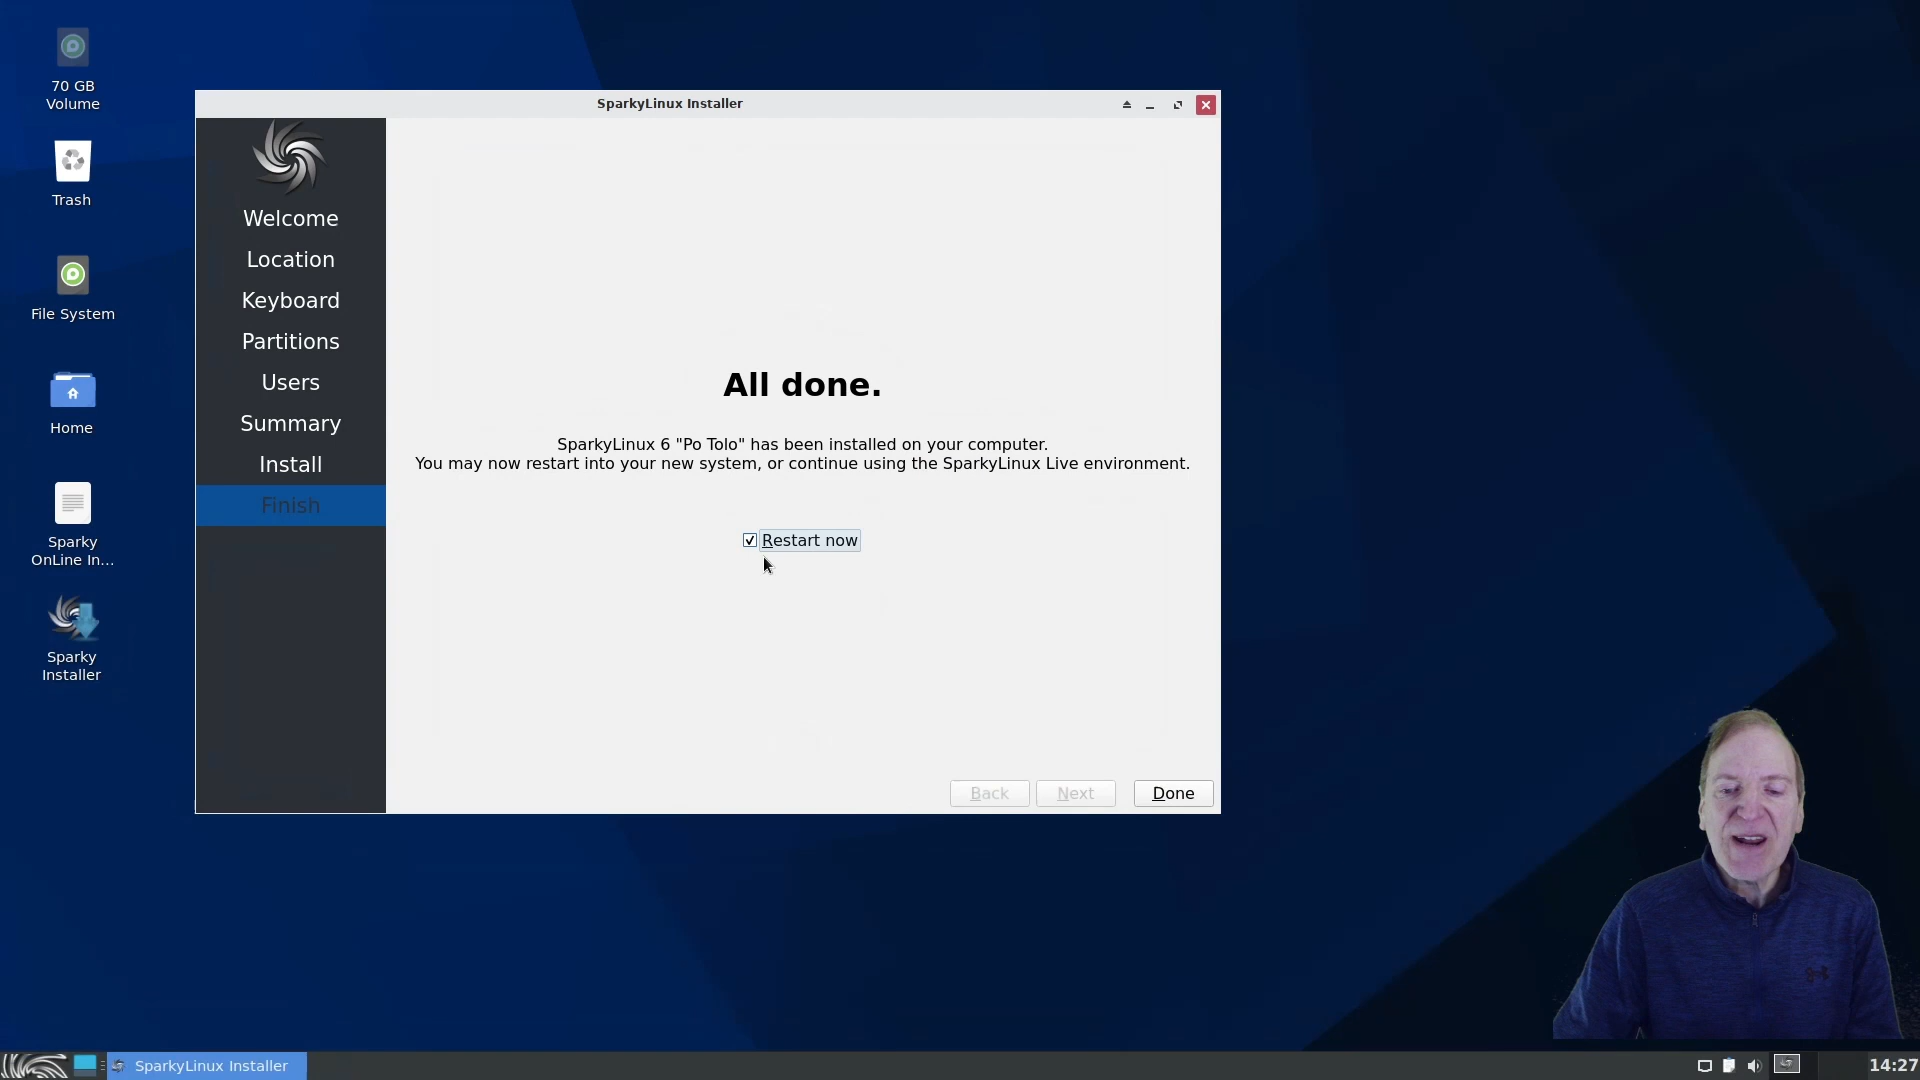 70 GB
Volume
Trash
File System
Home
Sparky
OnLine In...
Sparky
Installer
SparkyLinux Installer
Welcome
Location
Keyboard
Partitions
Users
Summary
Install
Finish
All done.
SparkyLinux 6 "Po Tolo" has been installed on your computer.
You may now restart into your new system, or continue using the SparkyLinux Live environment.
Restart now
Back
Next
Done
SparkyLinux Installer
14:27